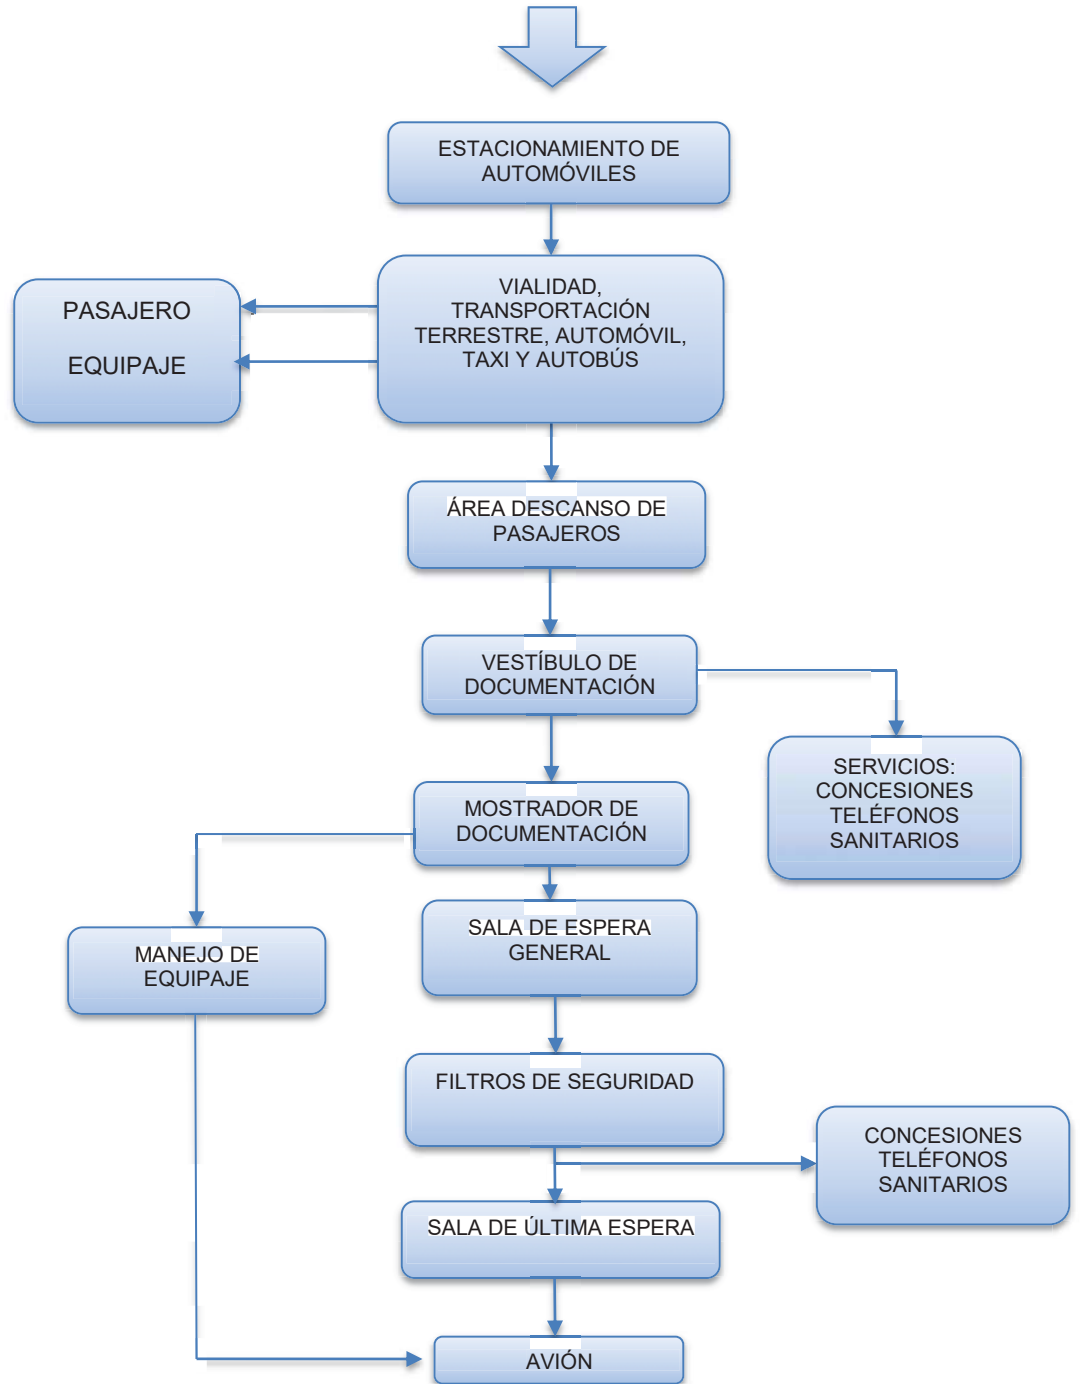 ESTACIONAMIENTO DE
AUTOMÓVILES
VIALIDAD,
TRANSPORTACIÓN
TERRESTRE, AUTOMÓVIL,
TAXI Y AUTOBÚS
PASAJERO
EQUIPAJE
ÁREA DESCANSO DE
PASAJEROS
VESTÍBULO DE
DOCUMENTACIÓN
SERVICIOS:
CONCESIONES
TELÉFONOS
SANITARIOS
MOSTRADOR DE
DOCUMENTACIÓN
SALA DE ESPERA
GENERAL
MANEJO DE
EQUIPAJE
FILTROS DE SEGURIDAD
CONCESIONES
TELÉFONOS
SANITARIOS
SALA DE ÚLTIMA ESPERA
AVIÓN